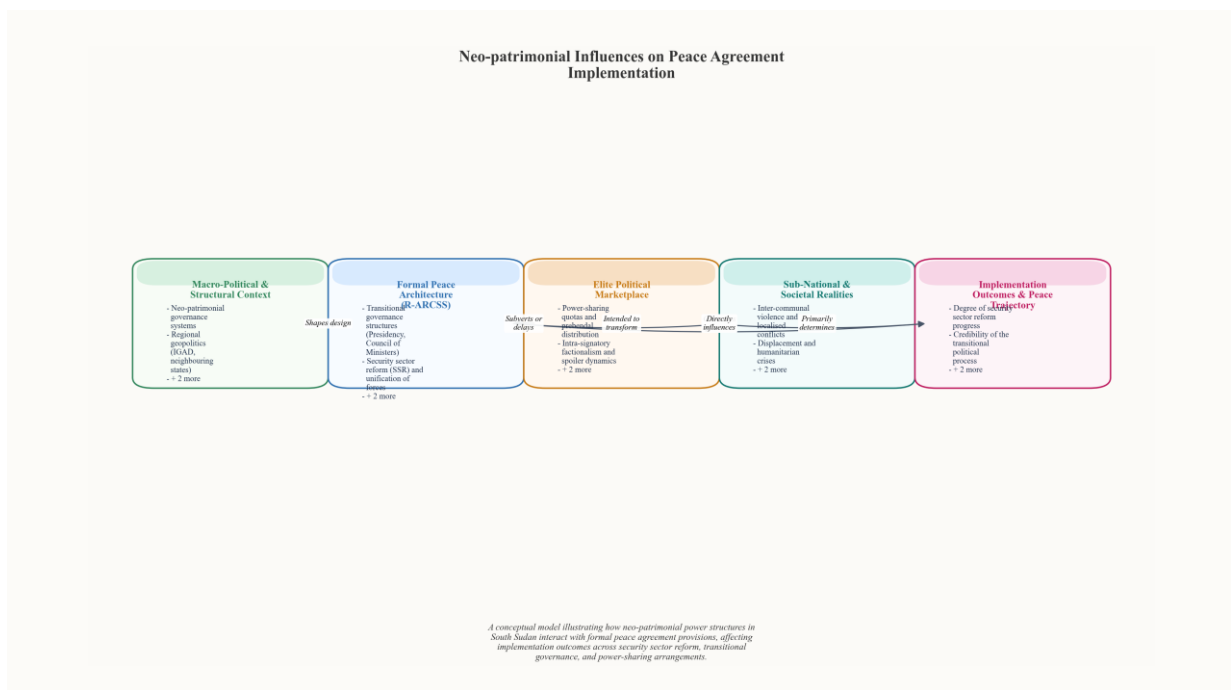 Neo-patrimonial Influences on Peace Agreement
Implementation
Macro-Political &
Structural Context
- Neo-patrimonial
governance
systems
- Regional
geopolitics
(IGAD,
neighbouring
states)
- + 2 more
Shapes design
Formal Peace
Architecture
(R-ARCSS)
- Transitional
governance
structures
(Presidency,
Council of
Ministers)
- Security sector
reform (SSR) and
unification of
forces
- + 2 more
Subverts or
delays
Elite Political
Marketplace
- Power-sharing
quotas and
prebendal
distribution
- Intra-signatory
factionalism and
spoiler dynamics
- + 2 more
Intended to
transform
Directly
influences
Sub-National &
Societal Realities
- Inter-communal
violence and
localised
conflicts
- Displacement and
humanitarian
crises
- + 2 more
Primarily
determines
Implementation
Outcomes & Peace
Trajectory
- Degree of security
sector reform
progress
- Credibility of the
transitional
political
process
- + 2 more
A conceptual model illustrating how neo-patrimonial power structures in
South Sudan interact with formal peace agreement provisions, affecting
implementation outcomes across security sector reform, transitional
governance, and power-sharing arrangements.